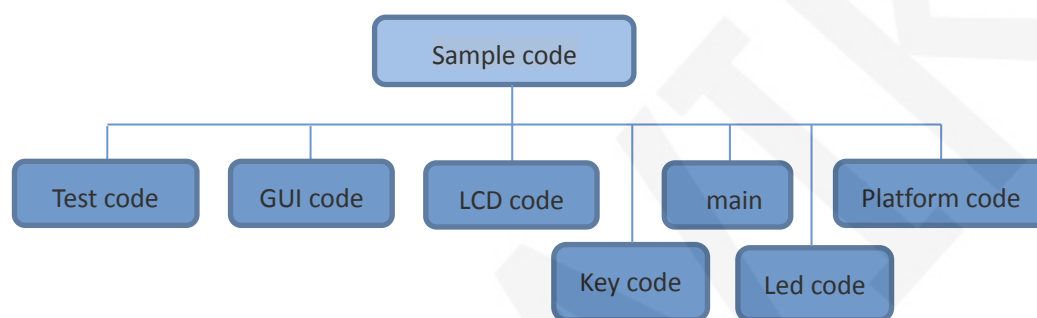 Sample code
Test code
GUI code
LCD code
main
Platform code
Key code
Led code